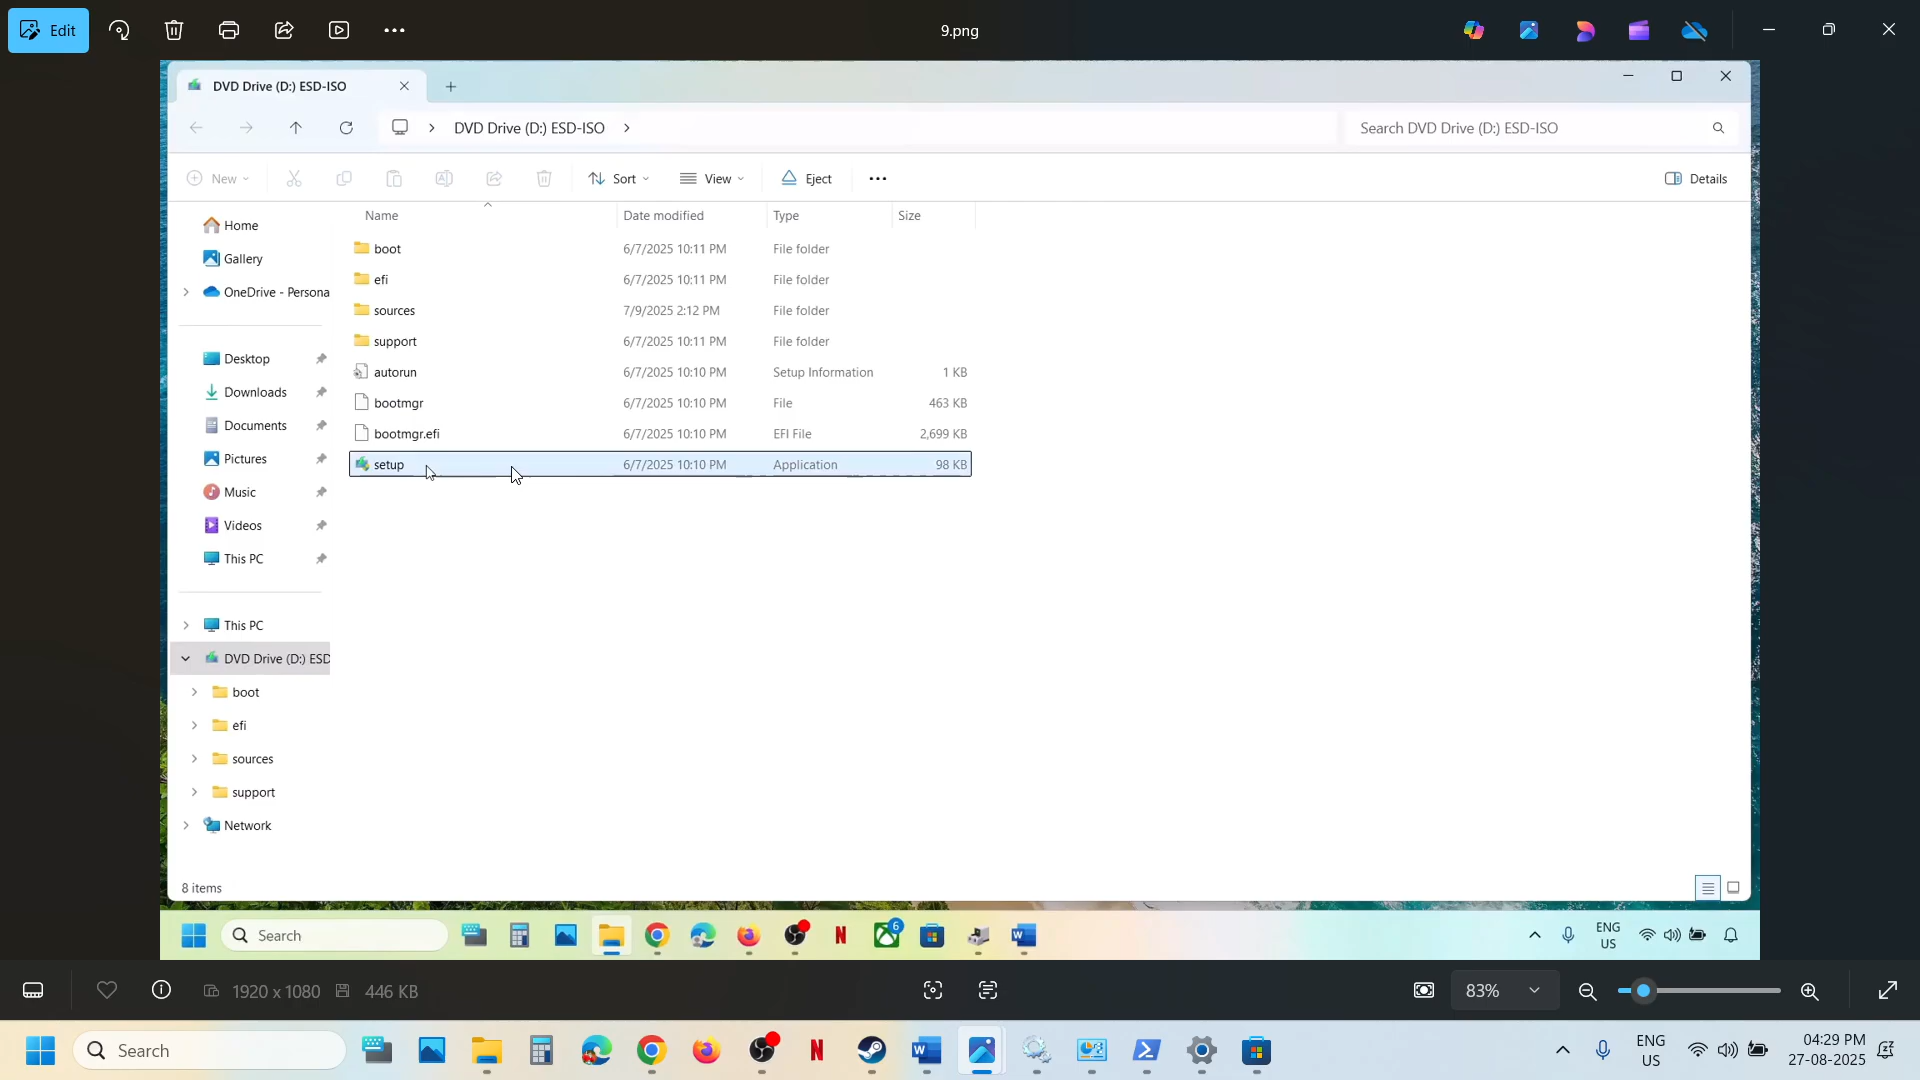 Edit
9.png
DVD Drive (D:) ESD-ISO
DVD Drive (D:) ESD-ISO
Search DVD Drive (D:) ESD-ISO
New
Sort
View
Eject
Details
Name Date modified Type Size
boot 6/7/2025 10:11 PM File folder
efi 6/7/2025 10:11 PM File folder
sources 7/9/2025 2:12 PM File folder
support 6/7/2025 10:11 PM File folder
autorun 6/7/2025 10:10 PM Setup Information 1 KB
bootmgr 6/7/2025 10:10 PM File 463 KB
bootmgr.efi 6/7/2025 10:10 PM EFI File 2,699 KB
setup 6/7/2025 10:10 PM Application 98 KB
Home
Gallery
OneDrive - Persona
Desktop
Downloads
Documents
Pictures
Music
Videos
This PC
This PC
DVD Drive (D:) ESD
boot
efi
sources
support
Network
8 items
Search
6
ENG
US
1920 x 1080
446 KB
83%
Search
ENG
US
04:29 PM
27-08-2025